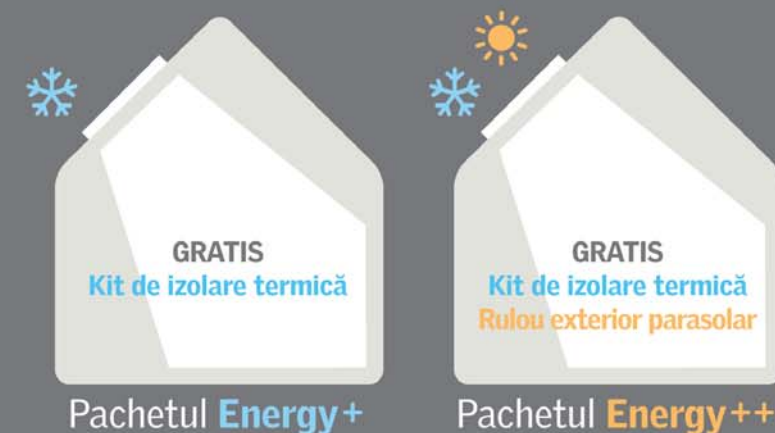 GRATIS
Kit de izolare termică
Pachetul Energy+
GRATIS
Kit de izolare termică
Rulou exterior parasolar
Pachetul Energy++